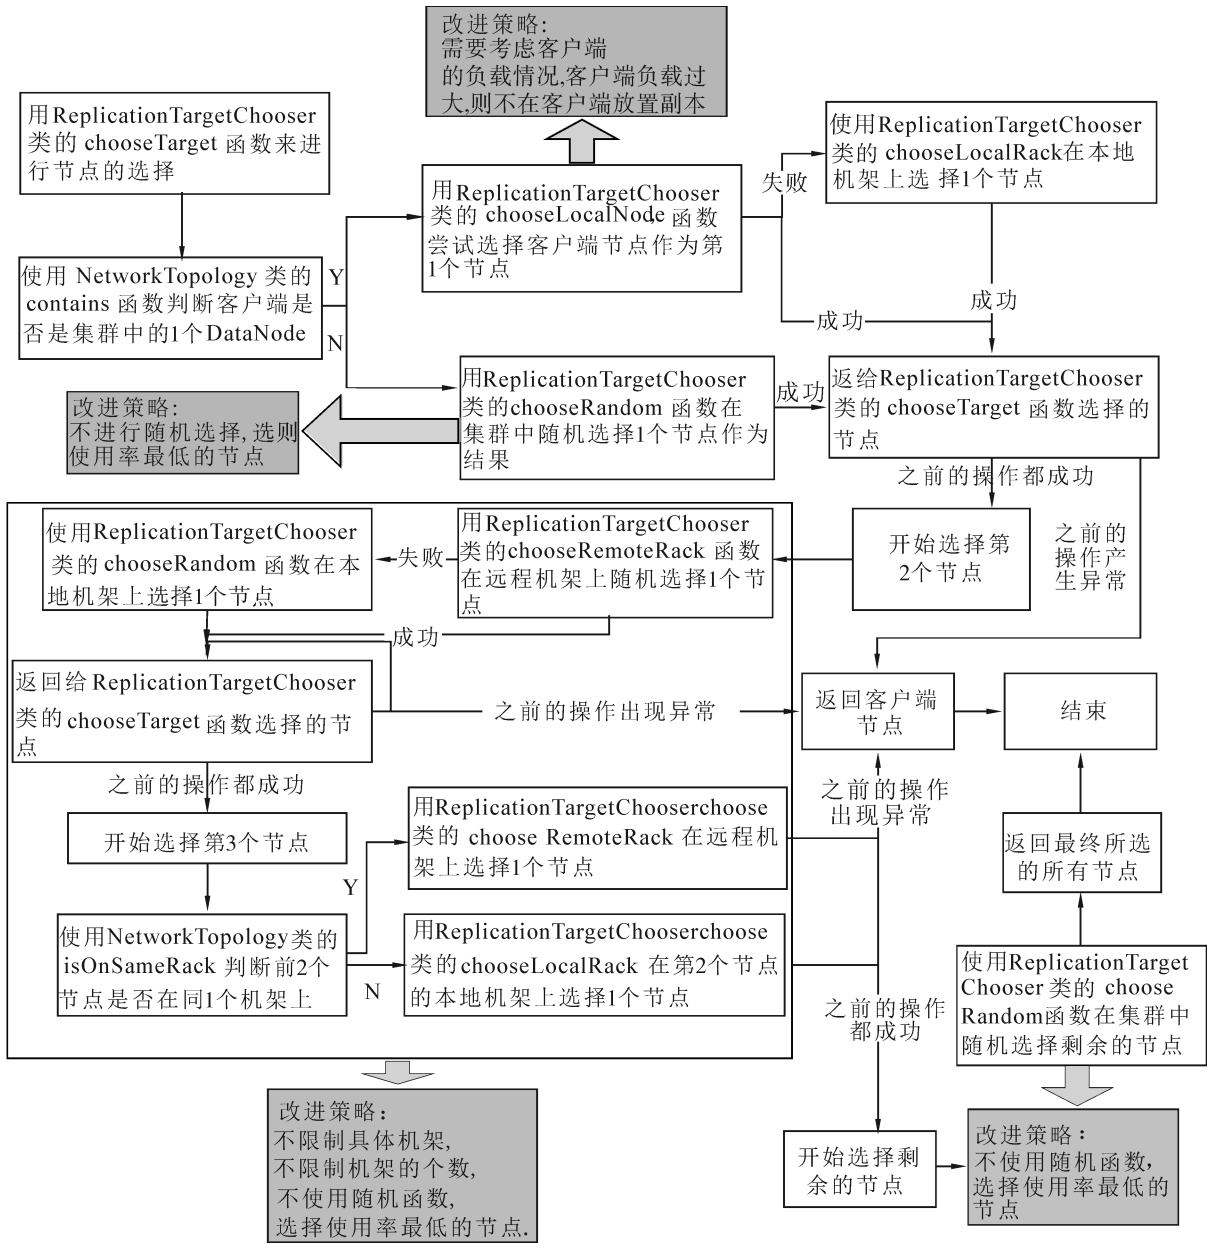 改进策略:
需要考虑客户端
的负载情况,客户端负载过
大,则不在客户端放置副本
用ReplicationTargetChooser
类的 chooseTarget 函数来进
行节点的选择
使用ReplicationTargetChooser
类的 chooseLocalRack在本地
机架上选 择1个节点
用ReplicationTargetChooser
类的 chooseLocalNode, 函数
尝试选择客户端节点作为第
1个节点
失败
使用 NetworkTopology 类的
contains 函数判断客户端是
否是集群中的1个DataNode
Y
N
成功
成功
用ReplicationTargetChooser
类的chooseRandom 函数在
集群中随机选择1个节点作为
结果
成功
返给ReplicationTargetChooser
类的 chooseTarget 函数选择的
节点
改进策略:
不进行随机选择,选则
使用率最低的节点
之前的操作都成功
之前的
操作产
生异常
使用ReplicationTargetChooser
类的 chooseRandom 函数在本
地机架上选择1个节点
失败
用ReplicationTargetChooser
类的chooseRemoteRack 函数
在远程机架上随机选择1个节
点
开始选择第
2个节点
成功
返回给 ReplicationTargetChooser
类的chooseTarget 函数选择的节
点
之前的操作出现异常
返回客户端
节点
结束
之前的操作都成功
开始选择第3个节点
用ReplicationTargetChooserchoose
类的 choose RemoteRack 在远程机
架上选择1个节点
之前的操作
出现异常
返回最终所选
的所有节点
Y
使用NetworkTopology类的
isOnSameRack 判断前2个
节点是否在同1个机架上
N
用ReplicationTargetChooserchoose
类的chooseLocalRack 在第2个节点
的本地机架上选择1个节点
使用ReplicationTarget
Chooser 类的 choose
Random函数在集群中
随机选择剩余的节点
之前的操作
都成功
改进策略：
不限制具体机架,
不限制机架的个数,
不使用随机函数,
选择使用率最低的节点.
开始选择剩
余的节点
改进策略：
不使用随机函数，
选择使用率最低的
节点